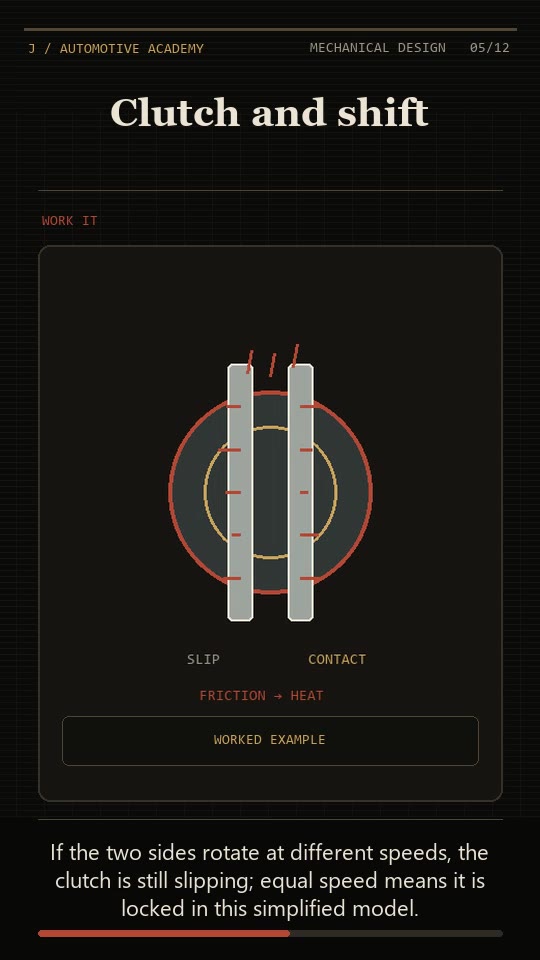 J / AUTOMOTIVE ACADEMY
MECHANICAL DESIGN 05/12
Clutch and shift
WORK IT
SLIP
CONTACT
FRICTION → HEAT
WORKED EXAMPLE
If the two sides rotate at different speeds, the
clutch is still slipping; equal speed means it is
locked in this simplified model.